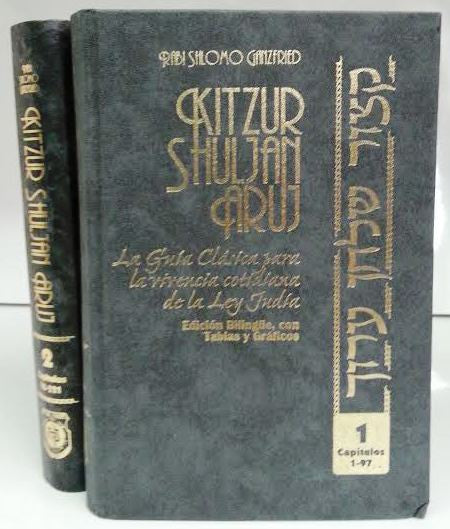 RABI SHLOMO GANZFRIED
KITZUR
SHULJAN
ARUJ
La Guía Clásica para
la vivencia cotidiana
de la Ley Judía
Edición Bilingüe, con
Tablas y Gráficos
קיצור שולחן ערוך
1
Capítulos
1-97
KITZUR SHULJAN ARUJ
2